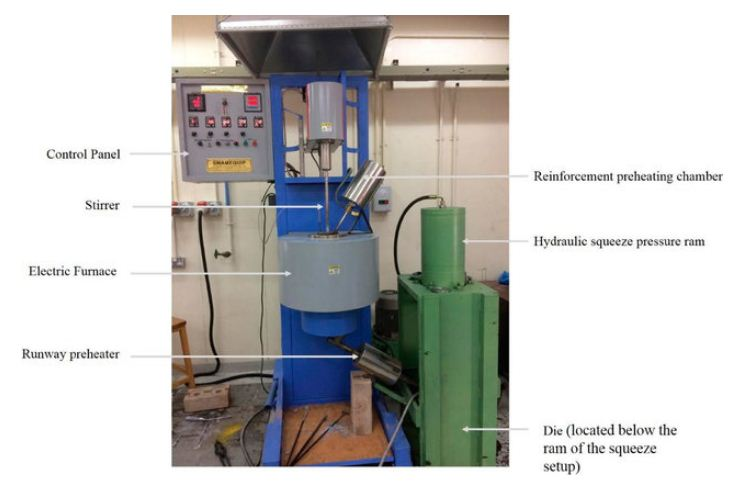 Control Panel
Stirrer
Electric Furnace
Runway preheater
SWAMEQUIP
Reinforcement preheating chamber
Hydraulic squeeze pressure ram
Die (located below the
ram of the squeeze
setup)